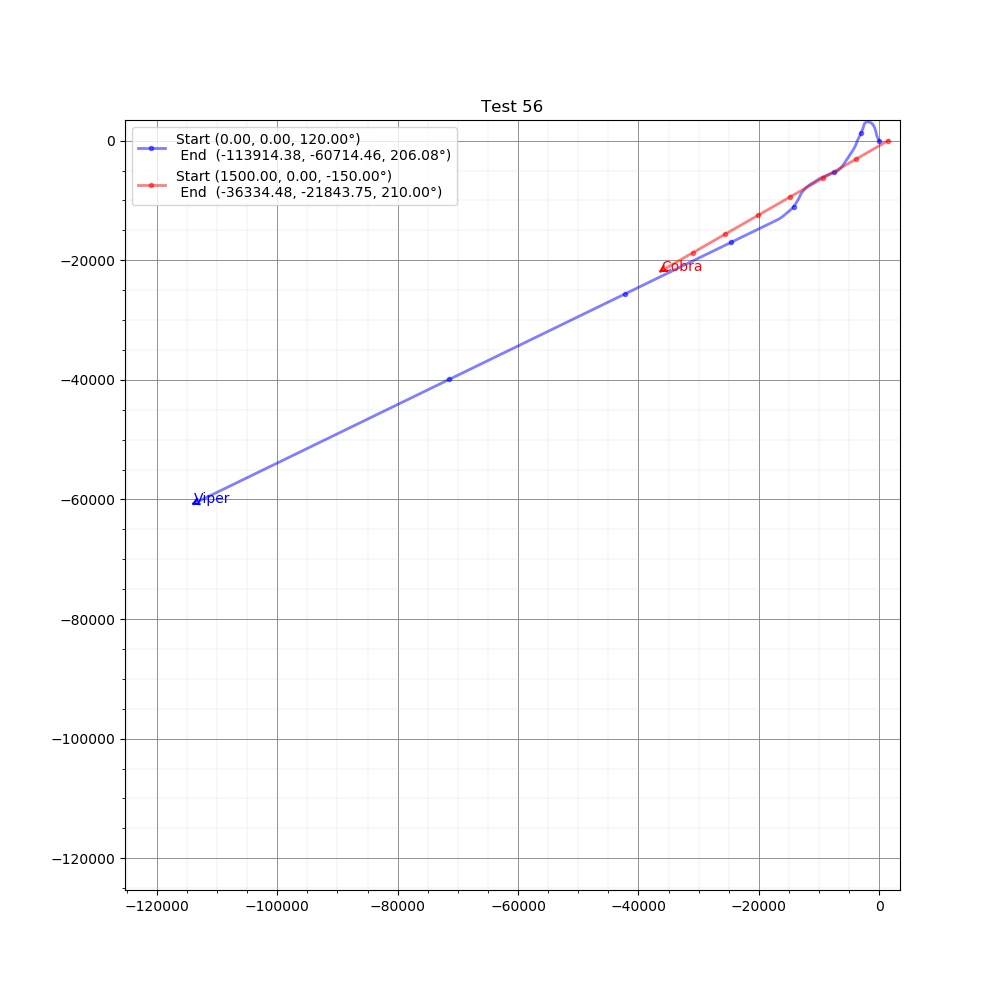 Test 56
Start (0.00, 0.00, 120.00°)
End (-113914.38, -60714.46, 206.08°)
Start (1500.00, 0.00, -150.00°)
End (-36334.48, -21843.75, 210.00°)
0
−20000
−40000
−60000
−80000
−100000
−120000
Cobra
Viper
−120000 −100000 −80000 −60000 −40000 −20000 0